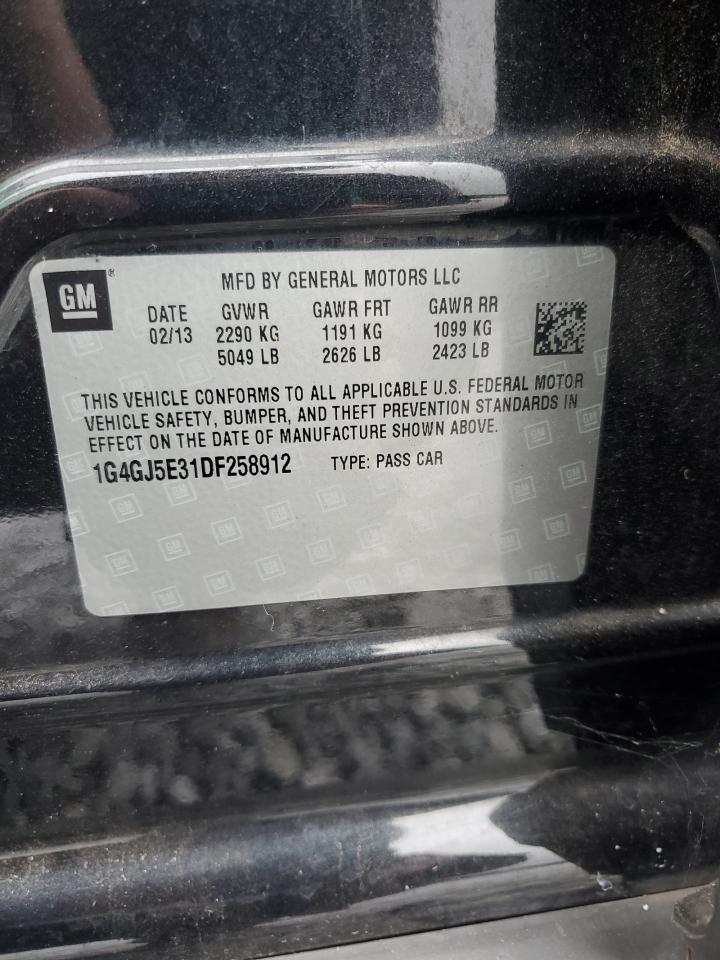 GM®
MFD BY GENERAL MOTORS LLC
DATE GVWR GAWR FRT GAWR RR
02/13 2290 KG 1191 KG 1099 KG
5049 LB 2626 LB 2423 LB
THIS VEHICLE CONFORMS TO ALL APPLICABLE U.S. FEDERAL MOTOR
VEHICLE SAFETY, BUMPER, AND THEFT PREVENTION STANDARDS IN
EFFECT ON THE DATE OF MANUFACTURE SHOWN ABOVE.
1G4GJ5E31DF258912 TYPE: PASS CAR